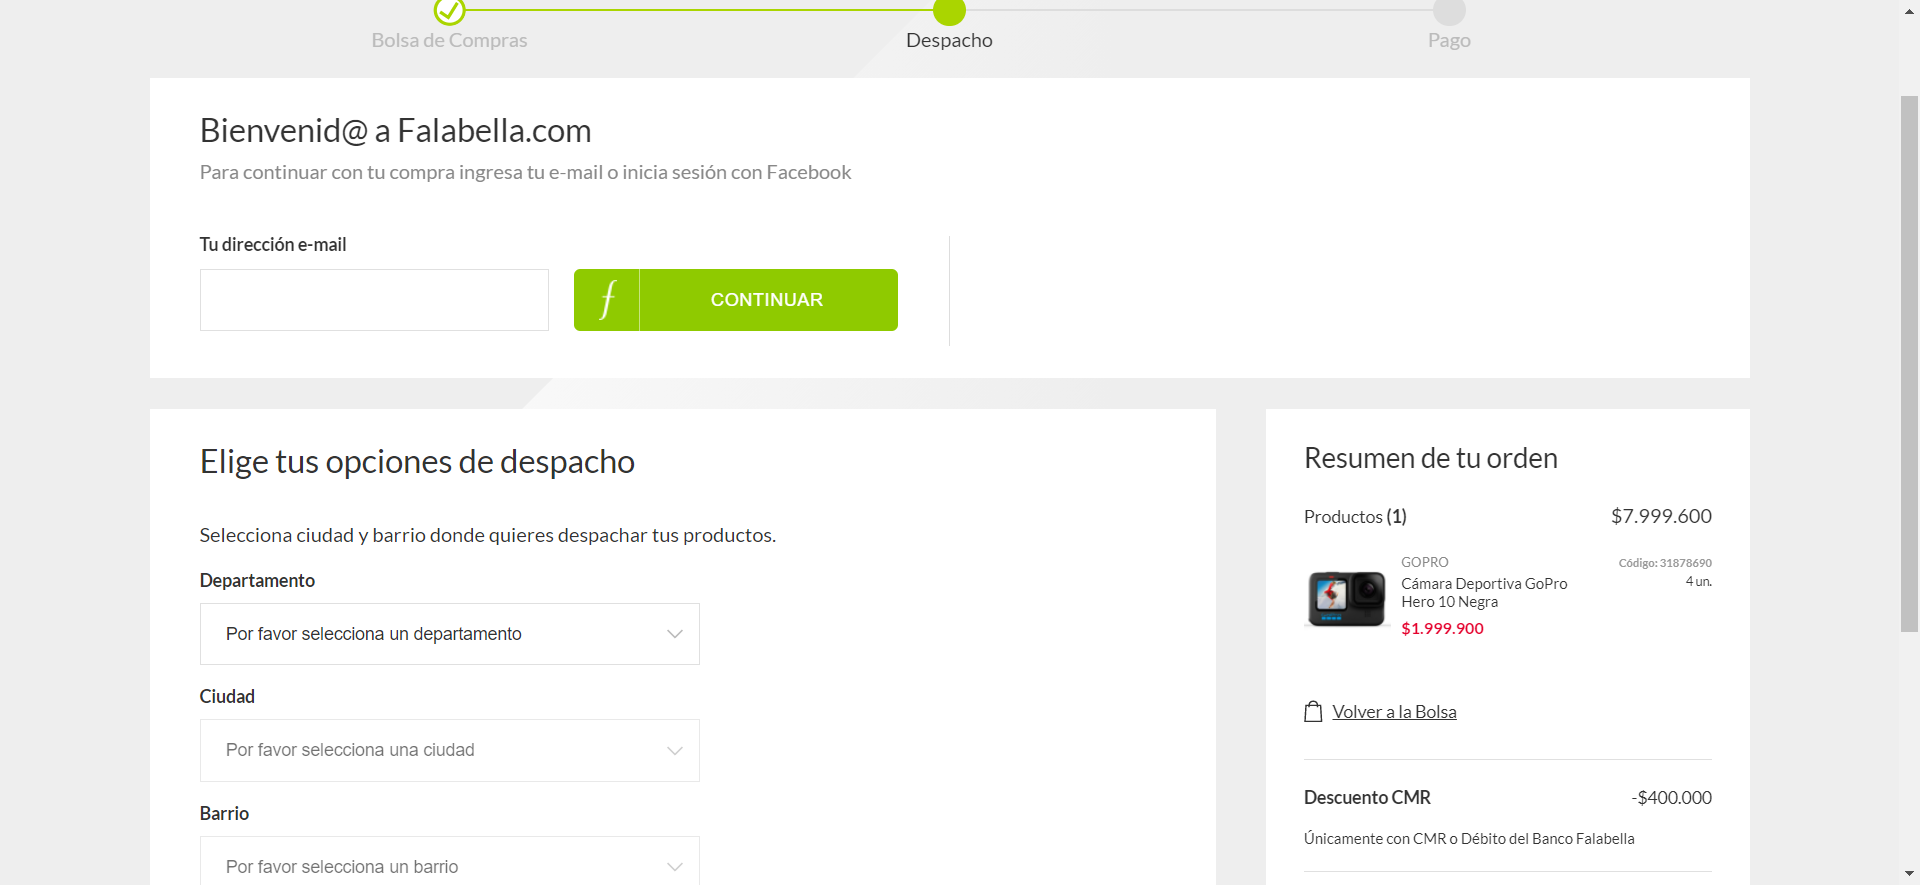 Bolsa de Compras
Despacho
Pago
Bienvenid@ a Falabella.com
Para continuar con tu compra ingresa tu e-mail o inicia sesión con Facebook
Tu dirección e-mail
f CONTINUAR
Elige tus opciones de despacho
Selecciona ciudad y barrio donde quieres despachar tus productos.
Departamento
Por favor selecciona un departamento
Ciudad
Por favor selecciona una ciudad
Barrio
Por favor selecciona un barrio
Resumen de tu orden
Productos (1) $7.999.600
GOPRO Código: 31878690
Cámara Deportiva GoPro 4 un.
Hero 10 Negra
$1.999.900
Volver a la Bolsa
Descuento CMR -$400.000
Únicamente con CMR o Débito del Banco Falabella